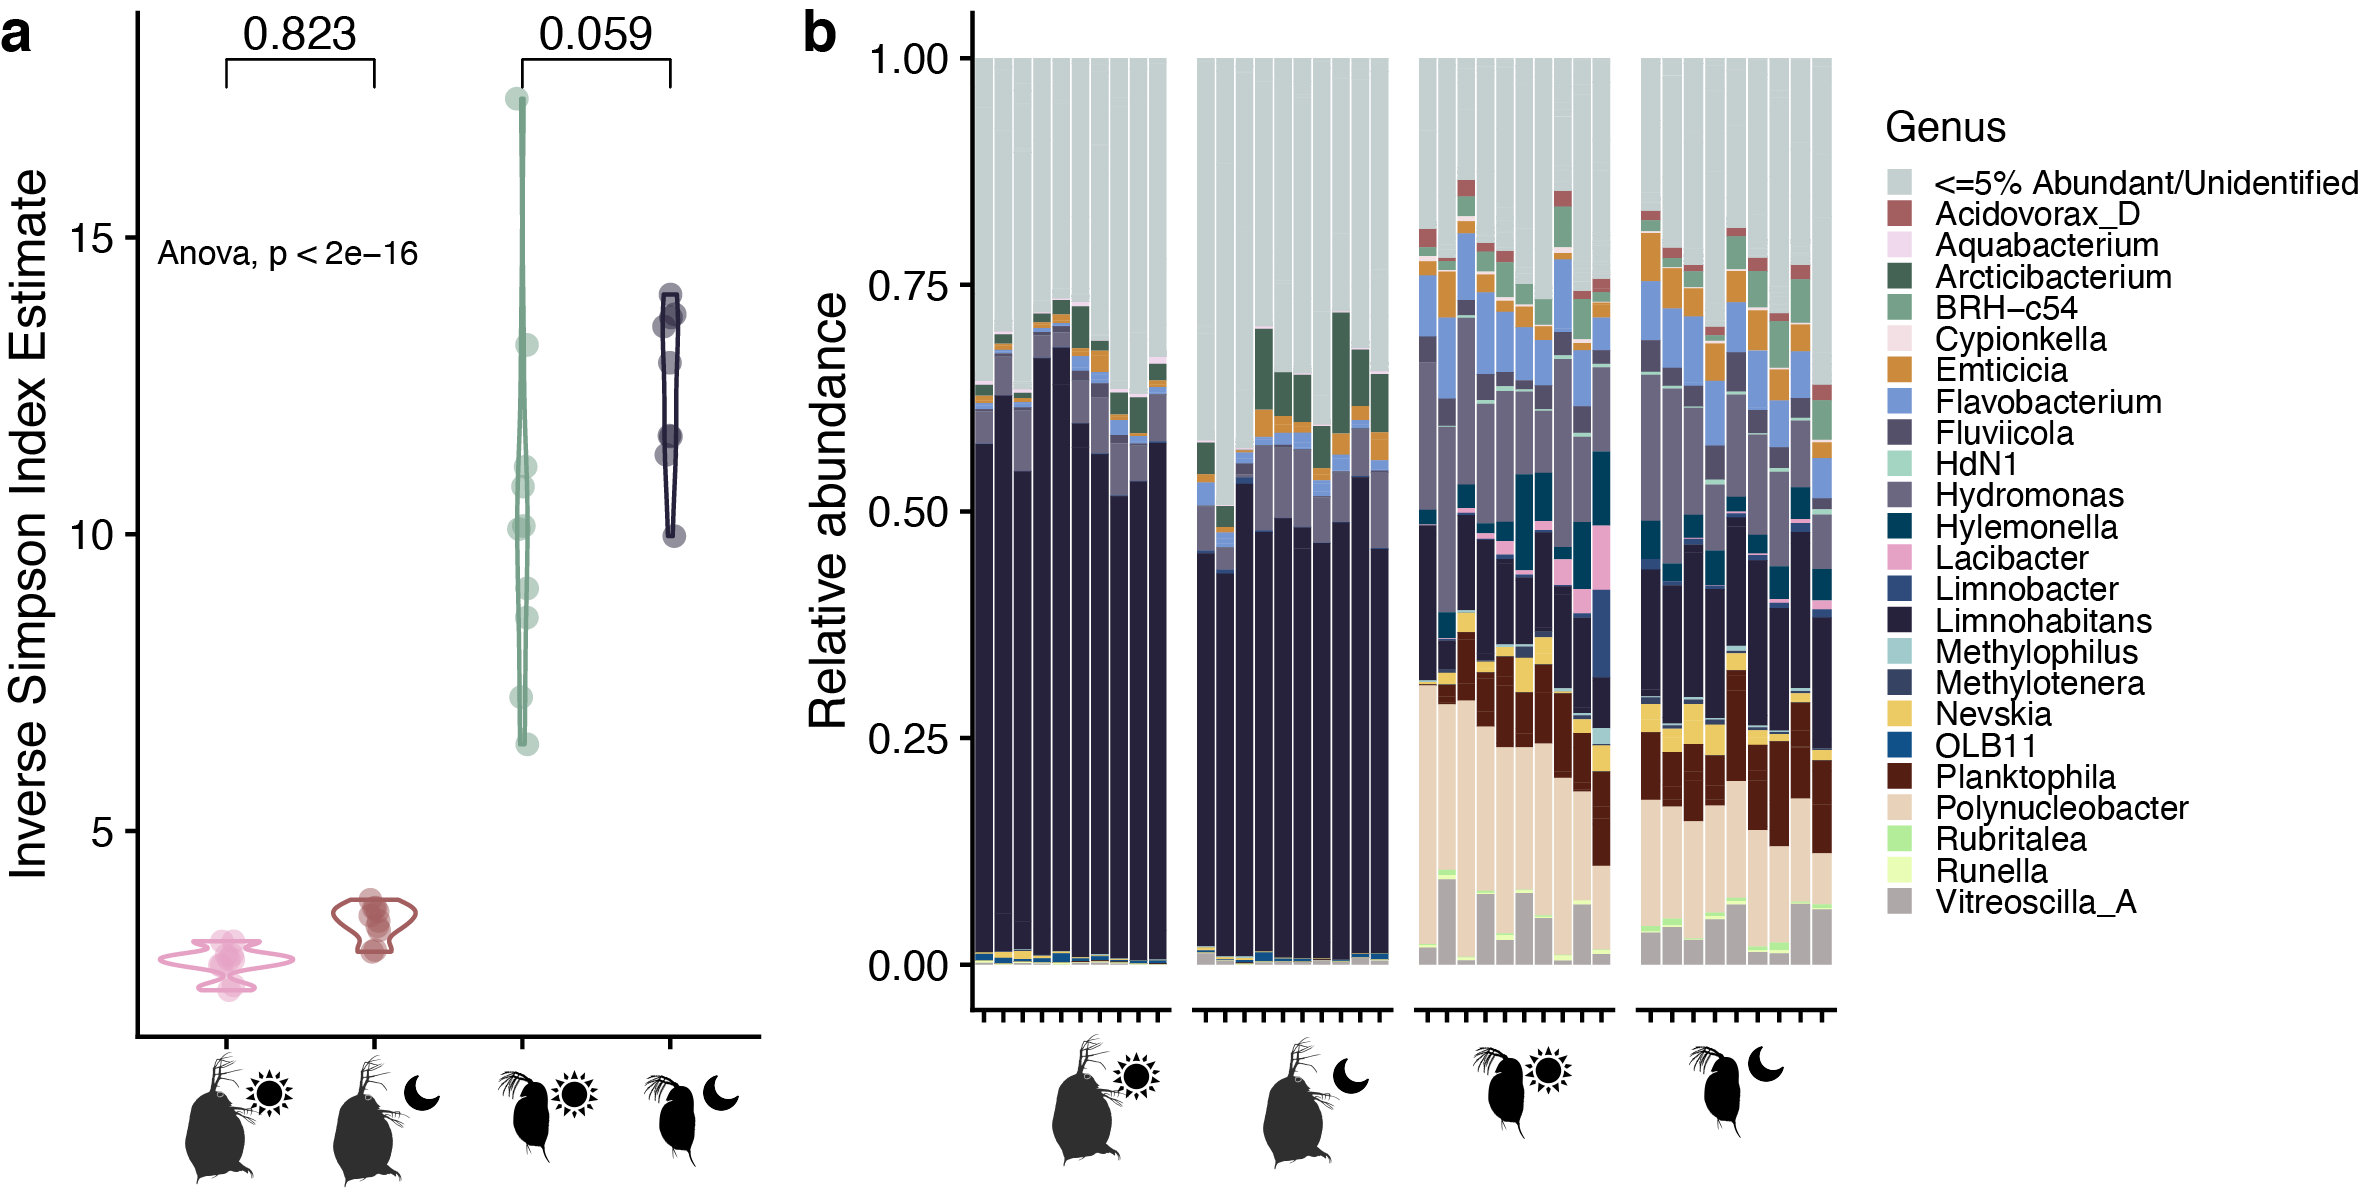 a
0.823
0.059
Inverse Simpson Index Estimate
15
10
5
Anova, p < 2e−16
b
Relative abundance
1.00
0.75
0.50
0.25
0.00
Genus
<=5% Abundant/Unidentified
Acidovorax_D
Aquabacterium
Arcticibacterium
BRH−c54
Cypionkella
Emticicia
Flavobacterium
Fluviicola
HdN1
Hydromonas
Hylemonella
Lacibacter
Limnobacter
Limnohabitans
Methylophilus
Methylotenera
Nevskia
OLB11
Planktophila
Polynucleobacter
Rubritalea
Runella
Vitreoscilla_A